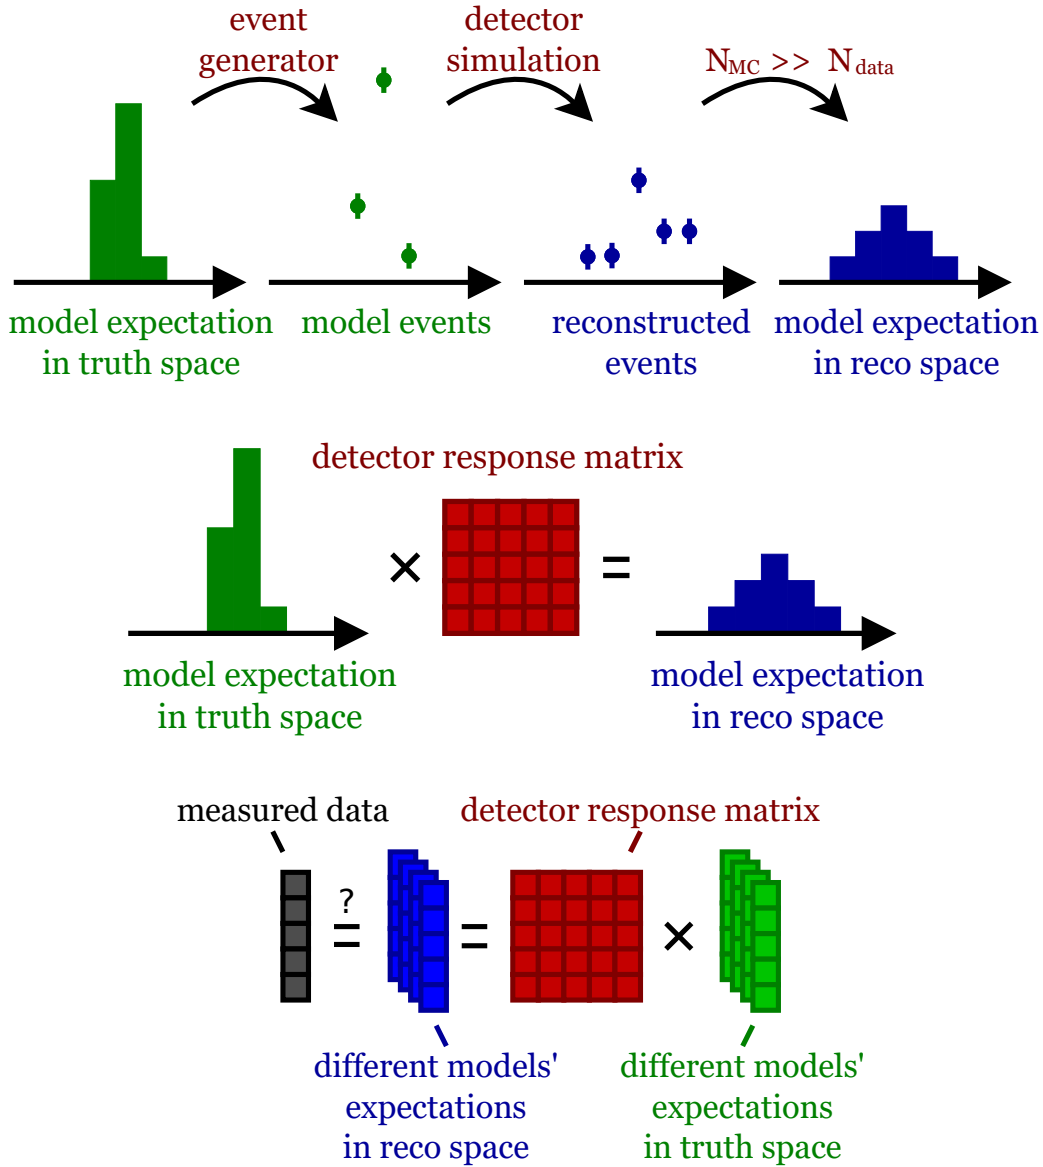 event
generator
detector
simulation
NMC >> Ndata
model expectation
in truth space
model events
reconstructed
events
model expectation
in reco space
detector response matrix
×
=
model expectation
in truth space
model expectation
in reco space
measured data
detector response matrix
?
=
=
×
different models'
expectations
in reco space
different models'
expectations
in truth space